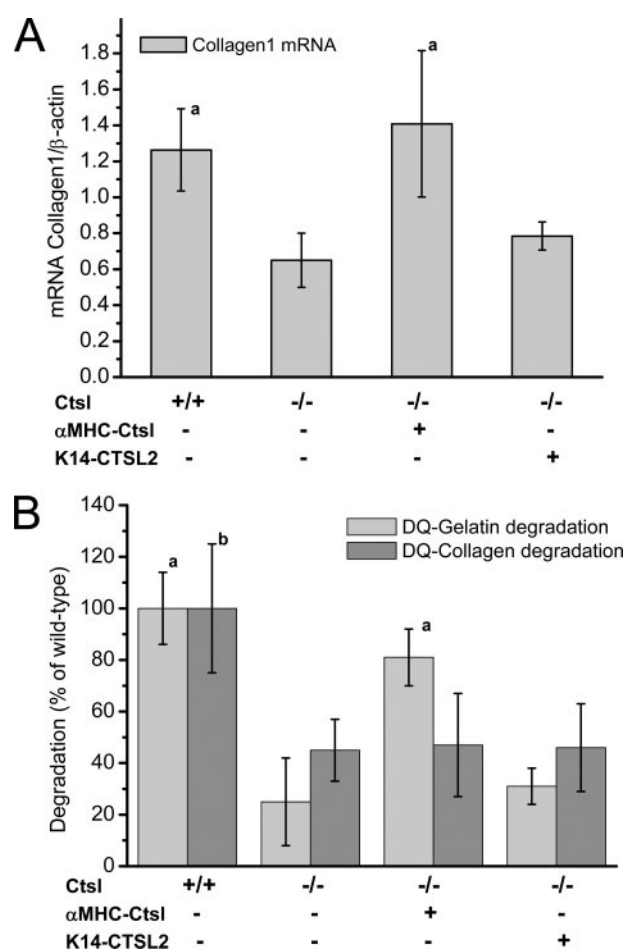 A
Collagen1 mRNA
mRNA Collagen1/β-actin
1.8
1.6
1.4
1.2
1.0
0.8
0.6
0.4
0.2
0.0
a
a
Ctsl +/+ -/- -/- -/-
αMHC-Ctsl - - + -
K14-CTSL2 - - - +
B
DQ-Gelatin degradation
DQ-Collagen degradation
Degradation (% of wild-type)
140
120
100
80
60
40
20
0
a
b
a
Ctsl +/+ -/- -/- -/-
αMHC-Ctsl - - + -
K14-CTSL2 - - - +